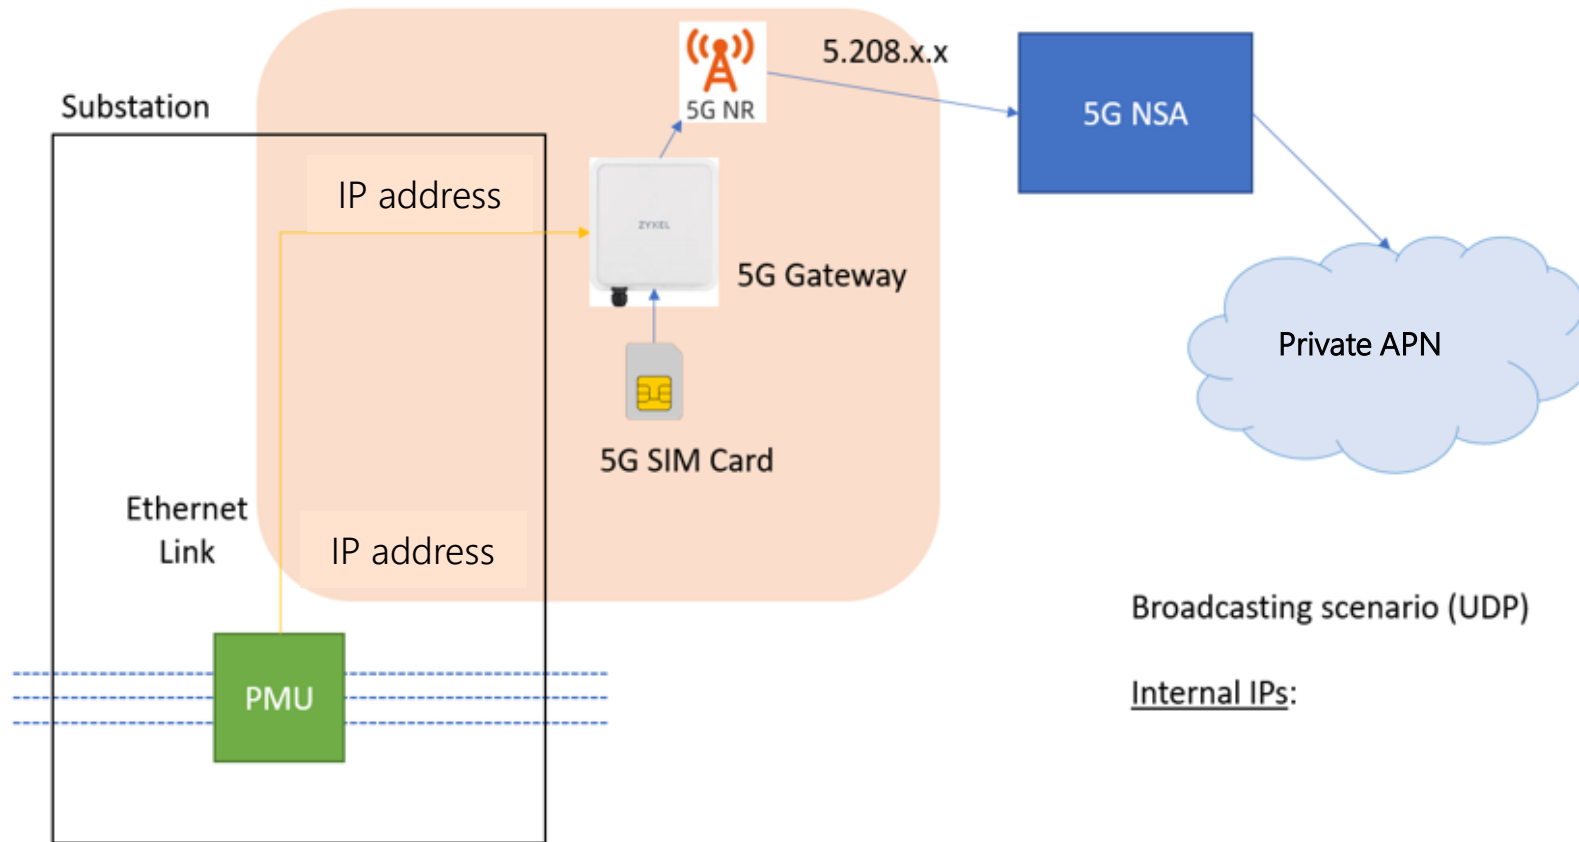 5G NR
5.208.x.x
5G NSA
Substation
IP address
ZYXEL
5G Gateway
Private APN
5G SIM Card
Ethernet
Link
IP address
Broadcasting scenario (UDP)
PMU
Internal IPs: